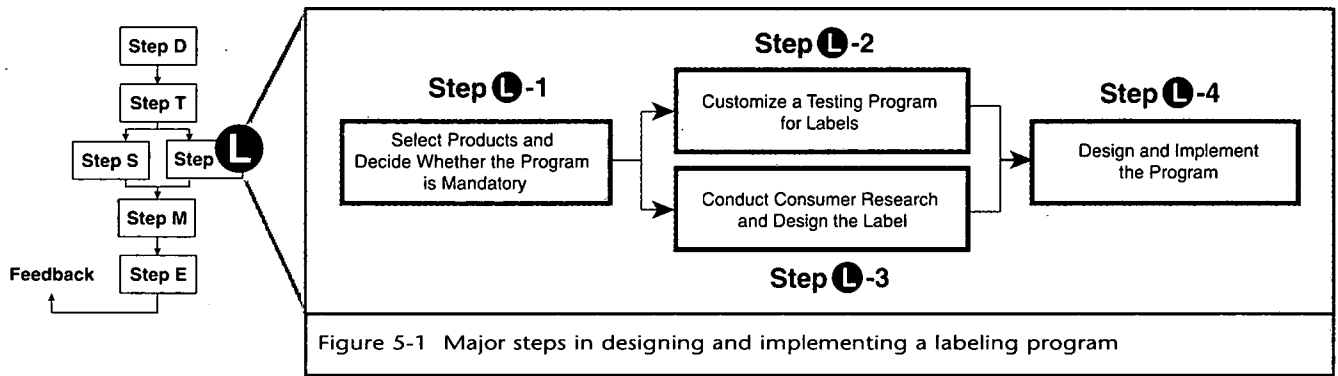 Step D
Step T
Step S
Step L
Step M
Step E
Feedback
Step L-1
Select Products and
Decide Whether the Program
is Mandatory
Step L-2
Customize a Testing Program
for Labels
Conduct Consumer Research
and Design the Label
Step L-3
Step L-4
Design and Implement
the Program
Figure 5-1 Major steps in designing and implementing a labeling program